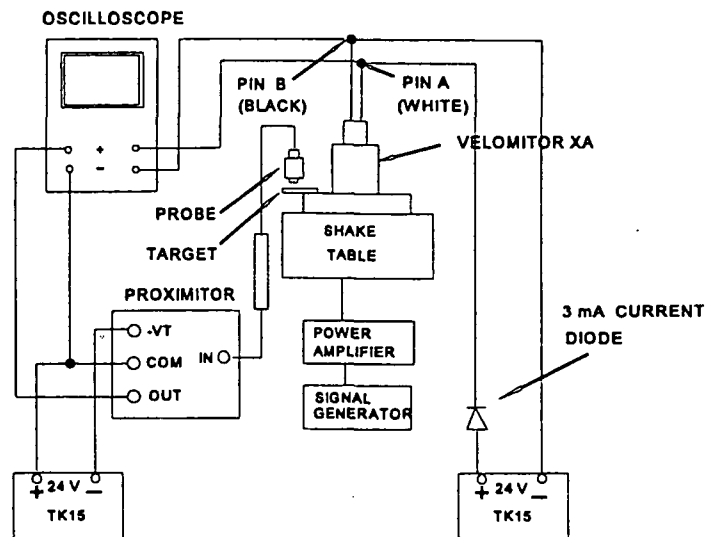 OSCILLOSCOPE
PIN B
(BLACK)
PIN A
(WHITE)
VELOMITOR XA
+
−
PROBE
TARGET
SHAKE
TABLE
PROXIMITOR
-VT
COM
IN
OUT
POWER
AMPLIFIER
SIGNAL
GENERATOR
3 mA CURRENT
DIODE
+ 24 V −
TK15
+ 24 V −
TK15